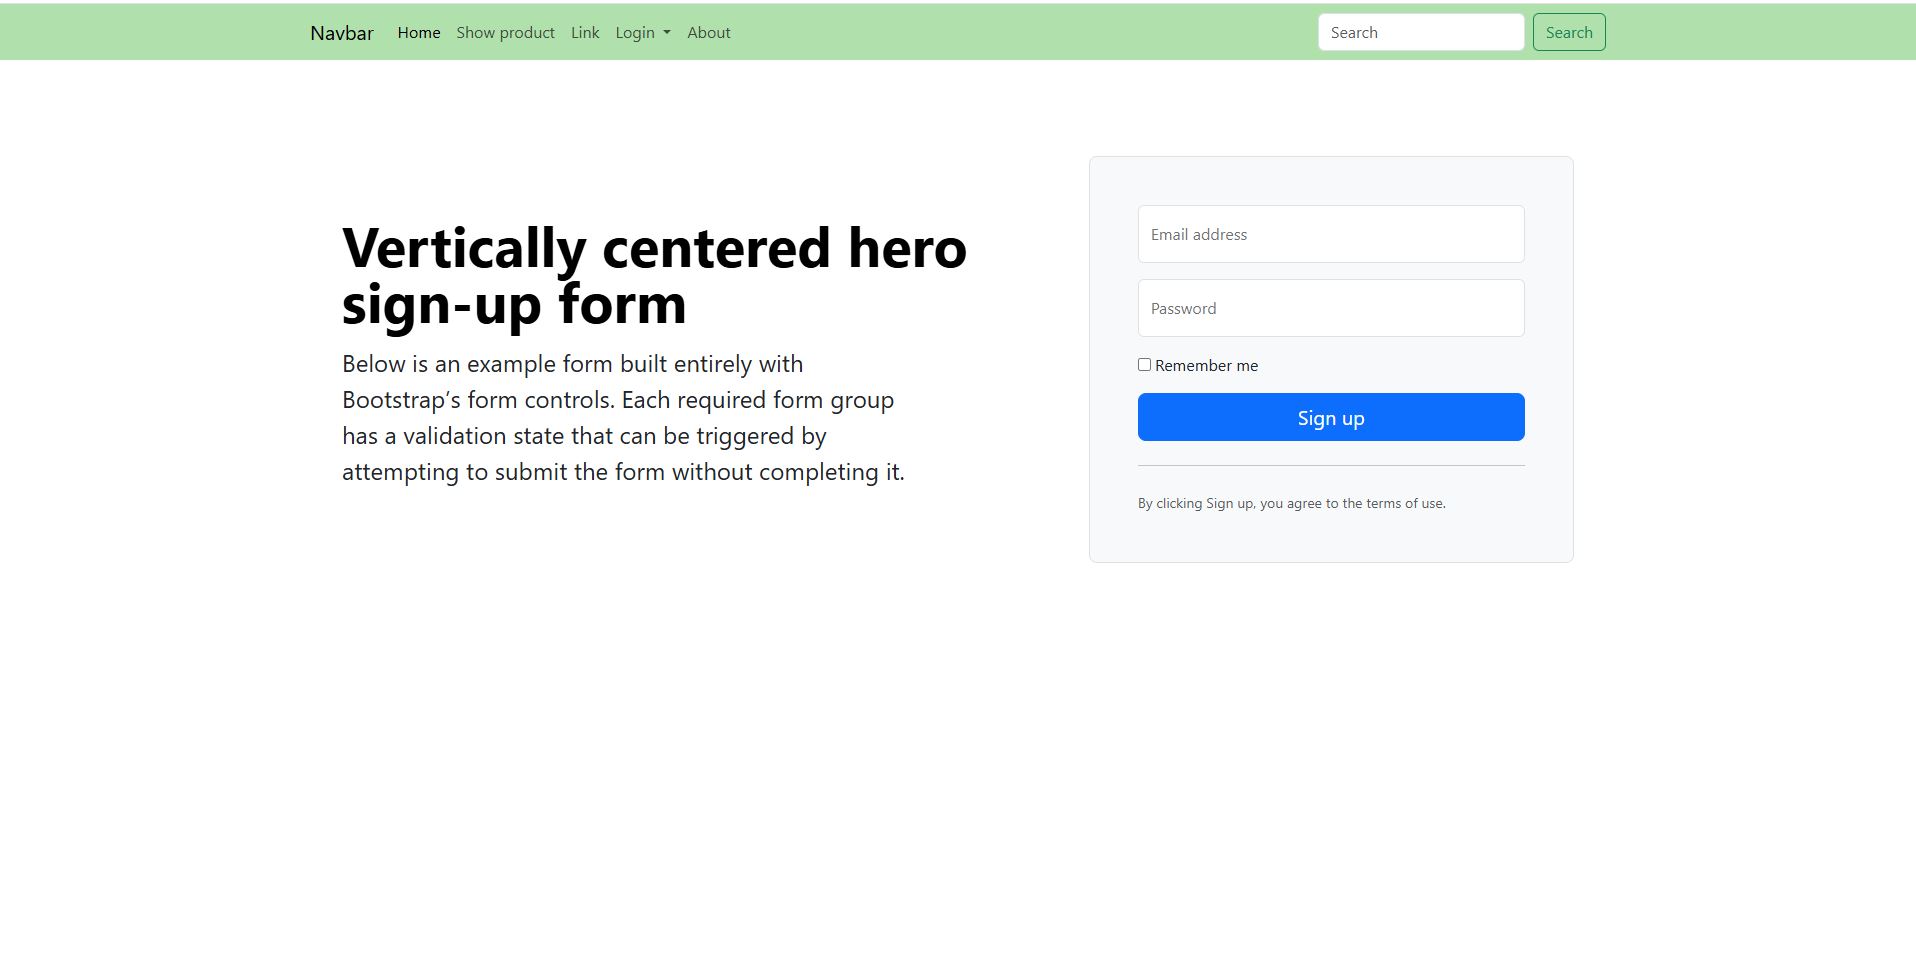 Navbar Home Show product Link Login About Search Search
Vertically centered hero
sign-up form
Below is an example form built entirely with
Bootstrap’s form controls. Each required form group
has a validation state that can be triggered by
attempting to submit the form without completing it.
Email address
Password
Remember me
Sign up
By clicking Sign up, you agree to the terms of use.